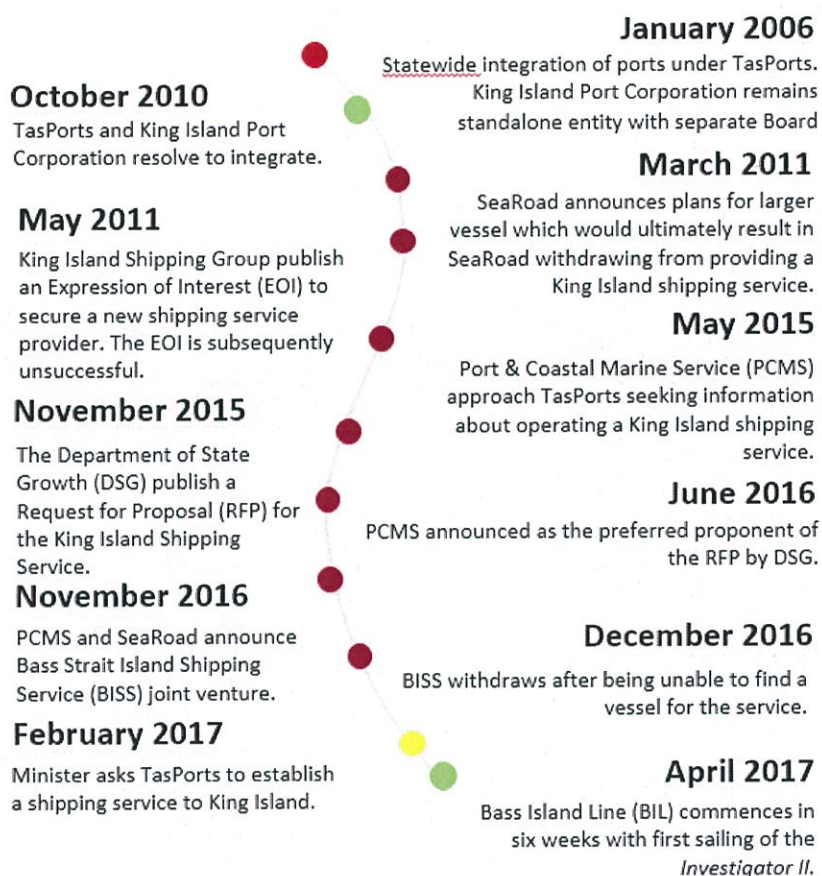 January 2006
Statewide integration of ports under TasPorts.
King Island Port Corporation remains
standalone entity with separate Board
October 2010
TasPorts and King Island Port
Corporation resolve to integrate.
March 2011
SeaRoad announces plans for larger
vessel which would ultimately result in
SeaRoad withdrawing from providing a
King Island shipping service.
May 2011
King Island Shipping Group publish
an Expression of Interest (EOI) to
secure a new shipping service
provider. The EOI is subsequently
unsuccessful.
May 2015
Port & Coastal Marine Service (PCMS)
approach TasPorts seeking information
about operating a King Island shipping
service.
November 2015
The Department of State
Growth (DSG) publish a
Request for Proposal (RFP) for
the King Island Shipping
Service.
June 2016
PCMS announced as the preferred proponent of
the RFP by DSG.
November 2016
PCMS and SeaRoad announce
Bass Strait Island Shipping
Service (BISS) joint venture.
December 2016
BISS withdraws after being unable to find a
vessel for the service.
February 2017
Minister asks TasPorts to establish
a shipping service to King Island.
April 2017
Bass Island Line (BIL) commences in
six weeks with first sailing of the
Investigator II.